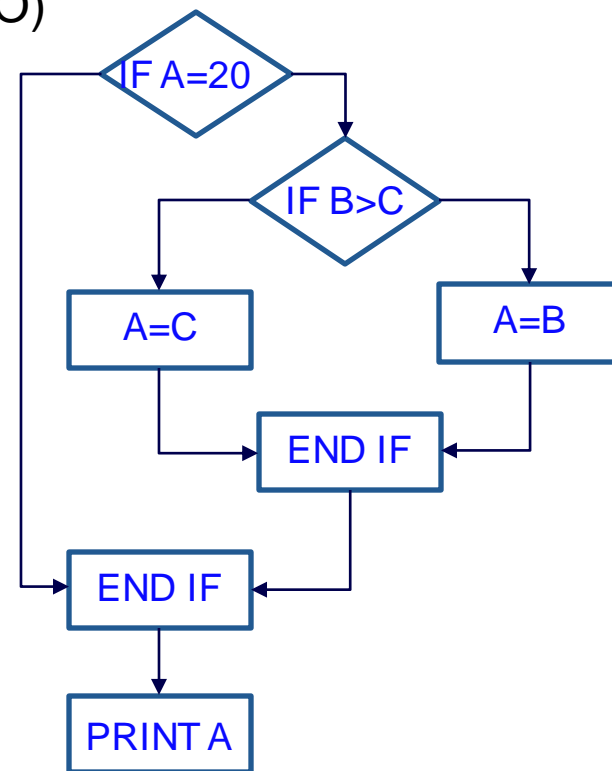 O)
IF A=20
IF B>C
A=C
A=B
END IF
END IF
PRINT A